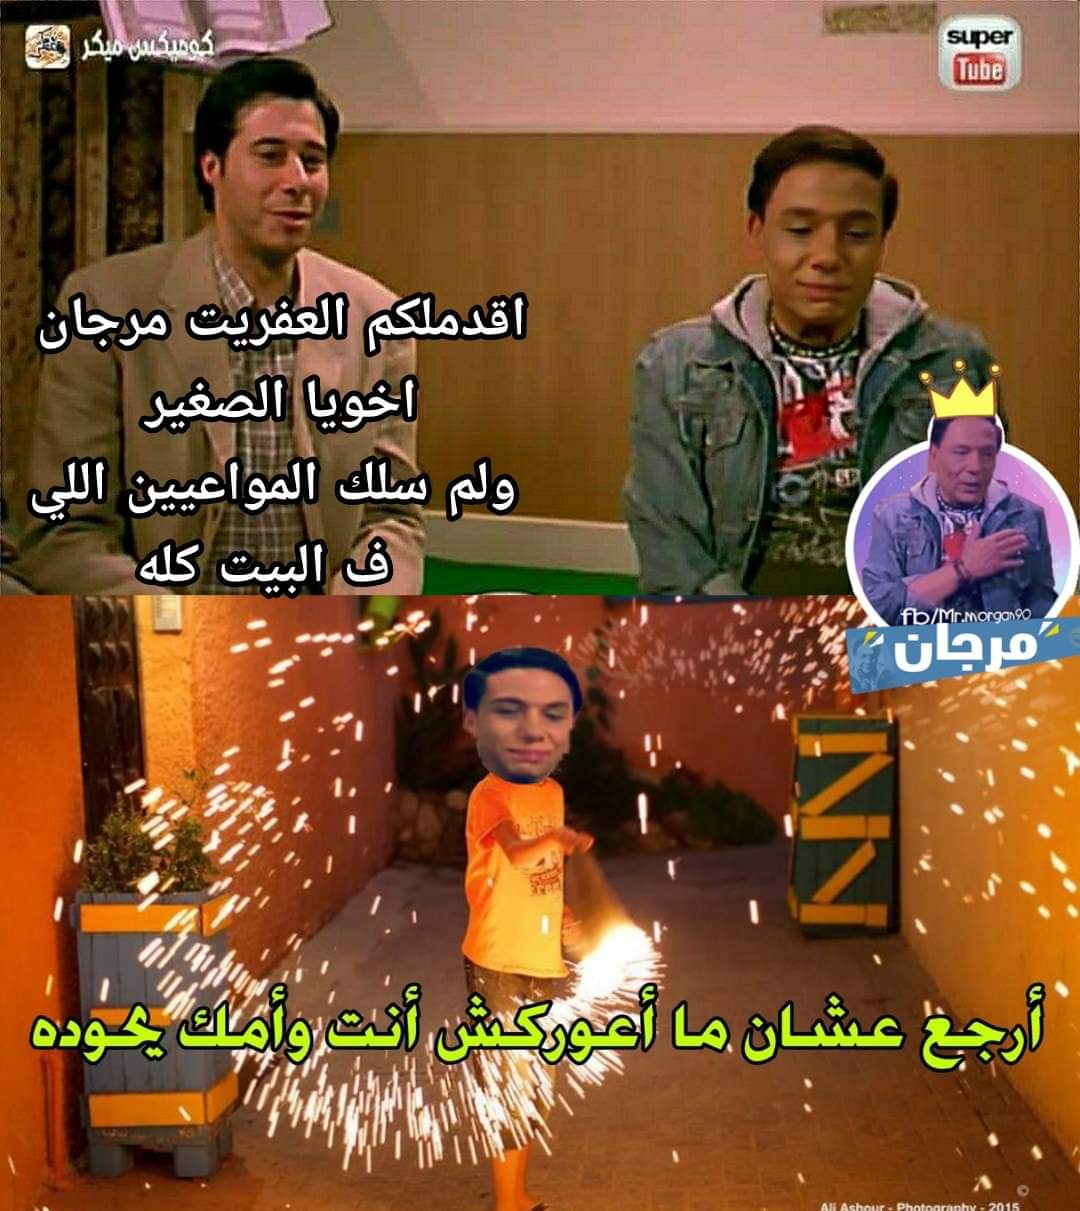 كوميكس ميكر
super
Tube
اقدملكم العفريت مرجان
اخويا الصغير
ولم سلك المواعيين اللي
ف البيت كله
fb/Mr.morgan90
مرجان
أرجع عشان ما أعوركش أنت وأمك يحوده
Ali Ashour - Photography - 2015